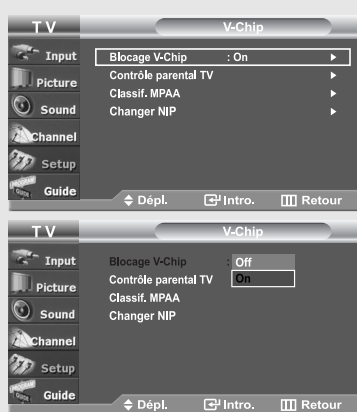 T V
V-Chip
Input
Blocage V-Chip : On
Picture
Contrôle parental TV
Classif. MPAA
Sound
Changer NIP
Channel
Setup
Guide
Dépl. Intro. Retour
T V
V-Chip
Input
Blocage V-Chip : Off
Picture
Contrôle parental TV On
Classif. MPAA
Sound
Changer NIP
Channel
Setup
Guide
Dépl. Intro. Retour